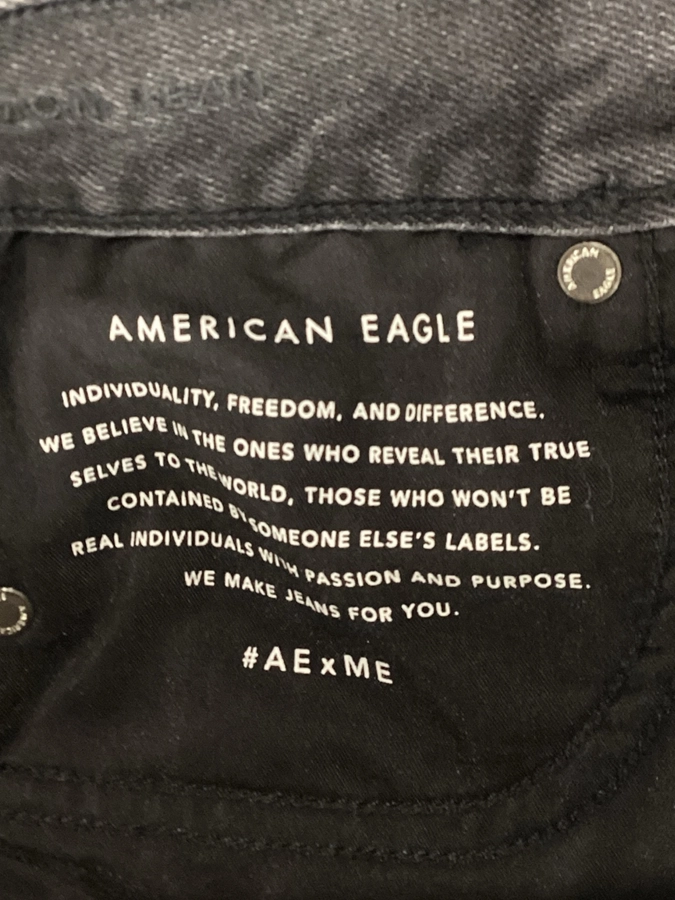 JEAN
AMERICAN EAGLE
AMERICAN EAGLE
INDIVIDUALITY, FREEDOM, AND DIFFERENCE.
WE BELIEVE IN THE ONES WHO REVEAL THEIR TRUE
SELVES TO THE WORLD, THOSE WHO WON'T BE
CONTAINED BY SOMEONE ELSE'S LABELS.
REAL INDIVIDUALS WITH PASSION AND PURPOSE.
WE MAKE JEANS FOR YOU.
#AExME